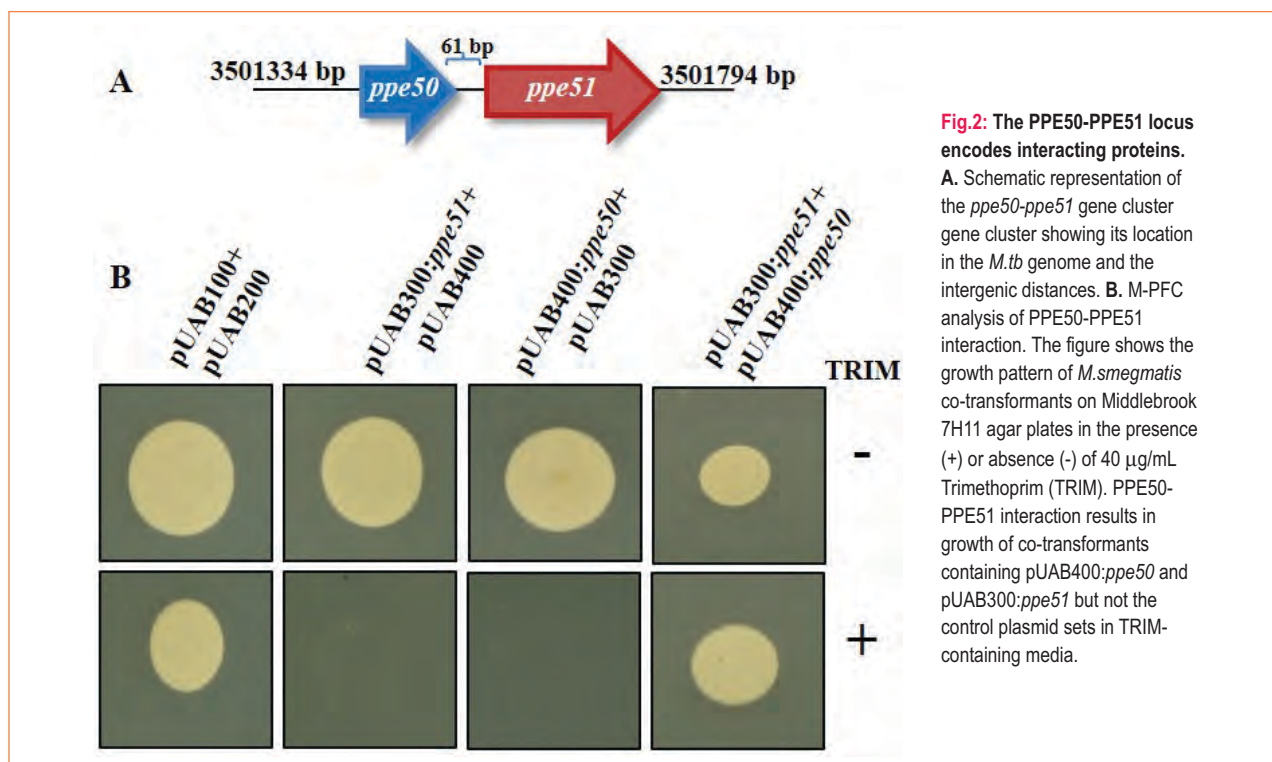 A
3501334 bp
61 bp
ppe50
ppe51
3501794 bp
B
pUAB100+
pUAB200
pUAB300:ppe51+
pUAB400
pUAB400:ppe50+
pUAB300
pUAB300:ppe51+
pUAB400:ppe50
TRIM
-
+
Fig.2: The PPE50-PPE51 locus
encodes interacting proteins.
A. Schematic representation of
the ppe50-ppe51 gene cluster
gene cluster showing its location
in the M.tb genome and the
intergenic distances. B. M-PFC
analysis of PPE50-PPE51
interaction. The figure shows the
growth pattern of M.smegmatis
co-transformants on Middlebrook
7H11 agar plates in the presence
(+) or absence (-) of 40 μg/mL
Trimethoprim (TRIM). PPE50-
PPE51 interaction results in
growth of co-transformants
containing pUAB400:ppe50 and
pUAB300:ppe51 but not the
control plasmid sets in TRIM-
containing media.